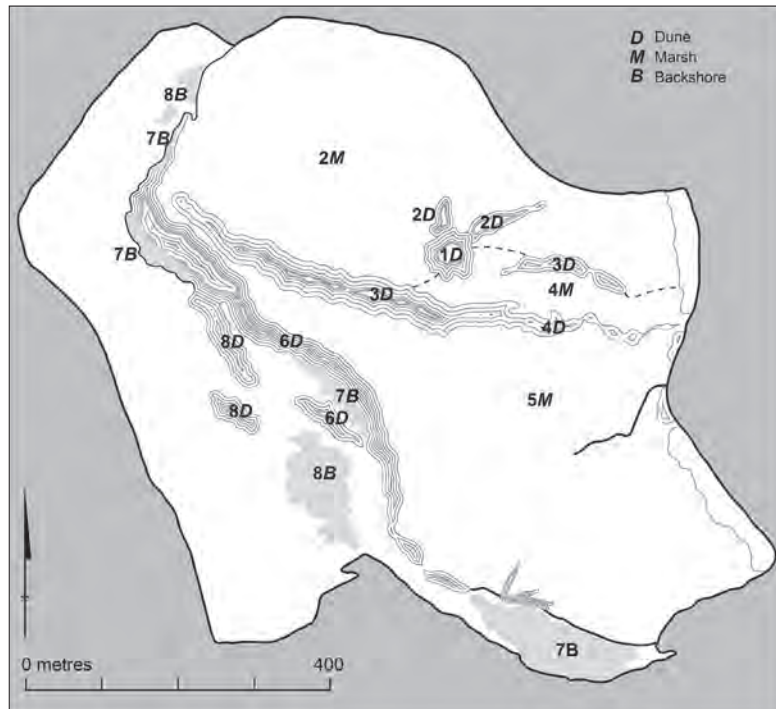 D Dune
M Marsh
B Backshore
8B
7B
2M
2D
2D
7B
1D
3D
3D
4M
4D
8D
6D
7B
5M
8D
6D
8B
7B
0 metres 400